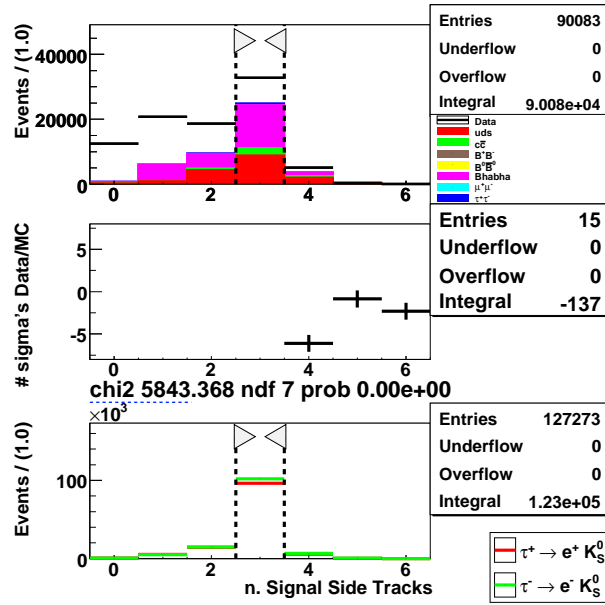 Entries 90083
Underflow 0
Overflow 0
Integral 9.008e+04
Data
uds
cc̄
B⁺B⁻
B⁰B̄⁰
Bhabha
μ⁺μ⁻
τ⁺τ⁻
Events / (1.0)
40000
20000
0
0 2 4 6
Entries 15
Underflow 0
Overflow 0
Integral -137
# sigma's Data/MC
5
0
-5
0 2 4 6
chi2 5843.368 ndf 7 prob 0.00e+00
×10³
Entries 127273
Underflow 0
Overflow 0
Integral 1.23e+05
Events / (1.0)
100
0
0 2 4 6
n. Signal Side Tracks
τ⁺ → e⁺ K⁰S
τ⁻ → e⁻ K⁰S